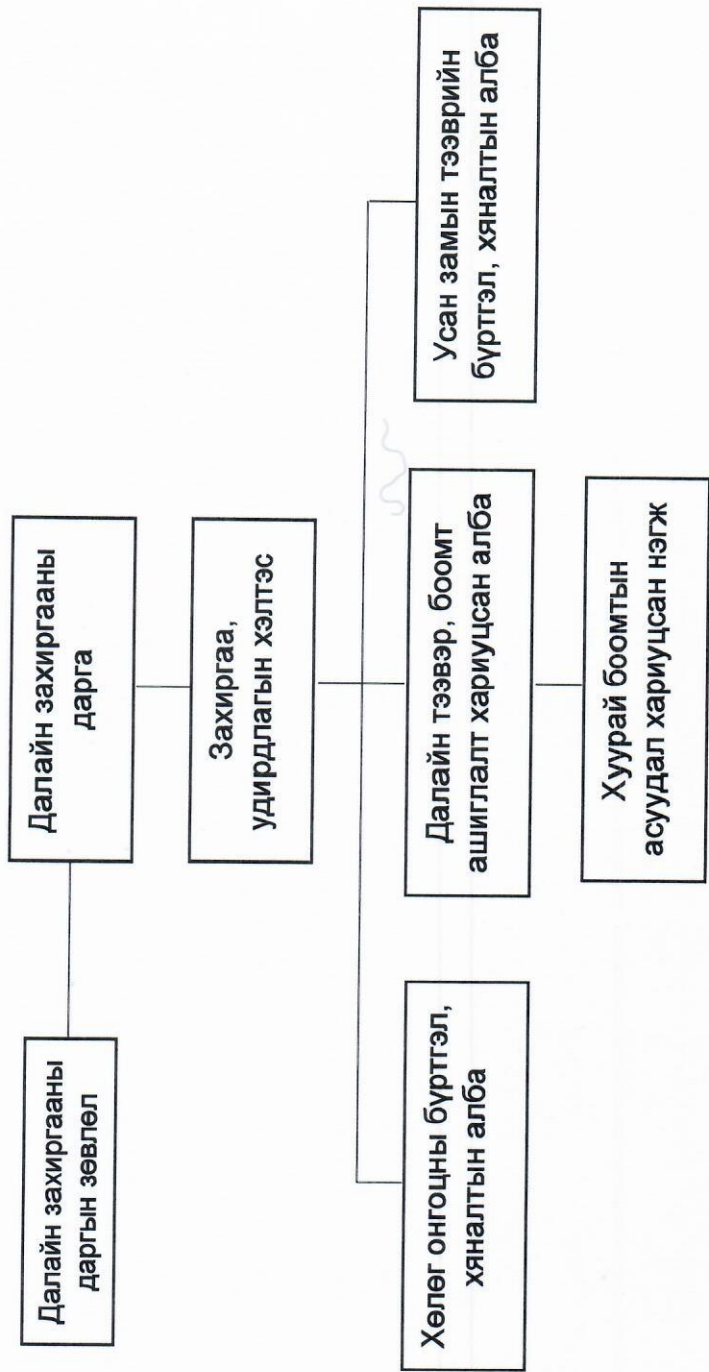 Далайн захиргааны
даргын зөвлөл
Далайн захиргааны
дарга
Захиргаа,
удирдлагын хэлтэс
Хөлөг онгоцны бүртгэл,
хяналтын алба
Далайн тээвэр, боомт
ашиглалт хариуцсан алба
Усан замын тээврийн
бүртгэл, хяналтын алба
Хуурай боомтын
асуудал хариуцсан нэгж